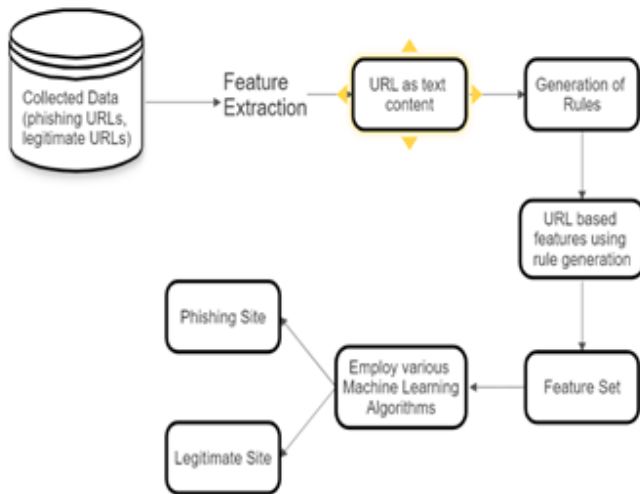 Collected Data
(phishing URLs,
legitimate URLs)
Feature
Extraction
URL as text
content
Generation of
Rules
URL based
features using
rule generation
Feature Set
Employ various
Machine Learning
Algorithms
Phishing Site
Legitimate Site